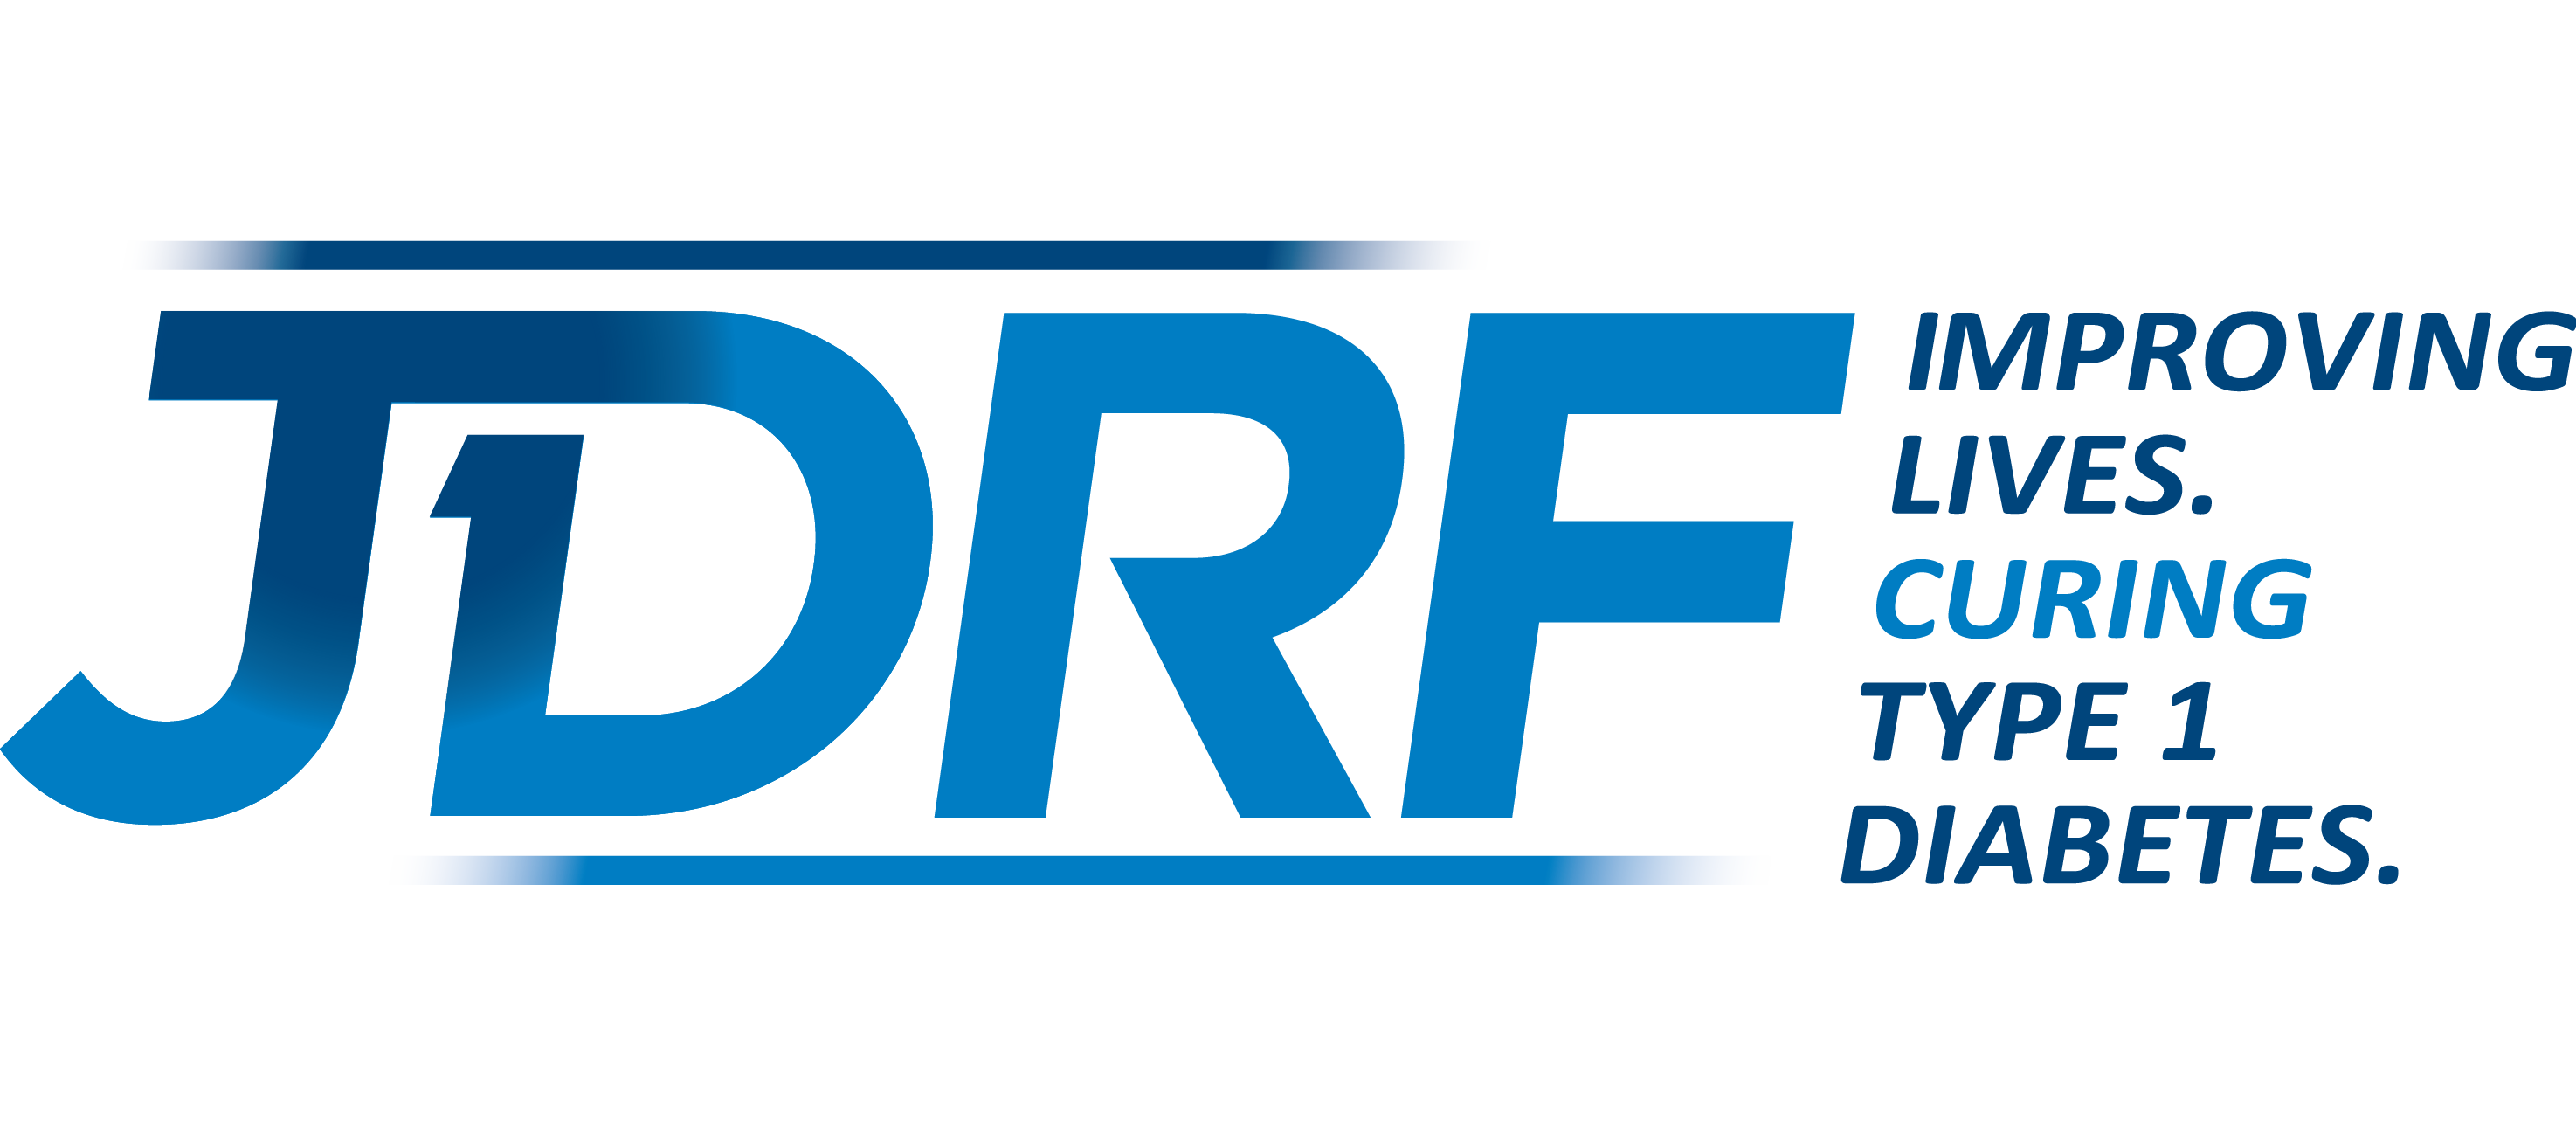 JDRF
IMPROVING
LIVES.
CURING
TYPE 1
DIABETES.